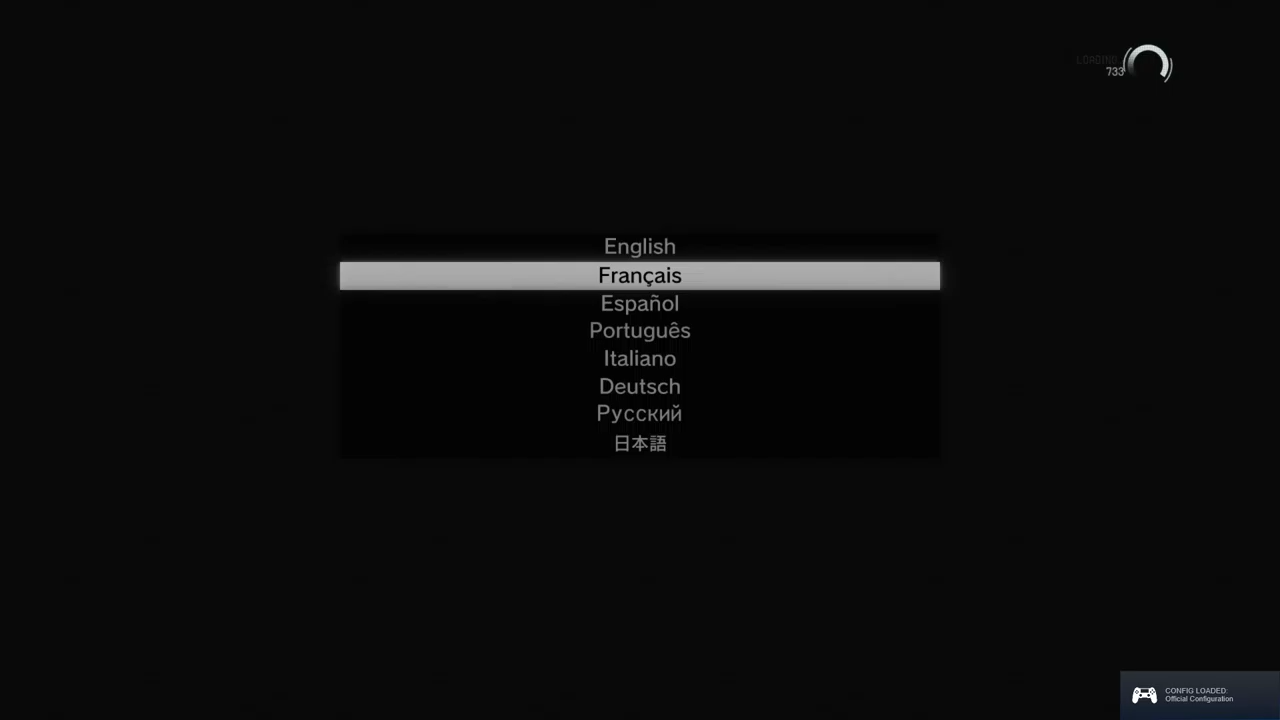 LOADING
733
English
Français
Español
Português
Italiano
Deutsch
Русский
日本語
CONFIG LOADED:
Official Configuration